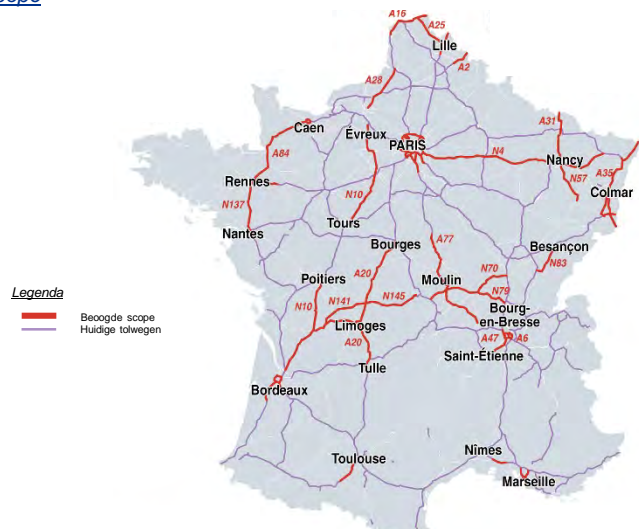 scope
A16
A25
Lille
A2
A28
A31
Caen
Évreux
PARIS
N4
Nancy
A84
N57
A35
Rennes
Colmar
N10
N137
Tours
Nantes
Bourges
A77
Besançon
N83
A20
N70
Poitiers
Moulin
N79
Legenda
N141
N145
Bourg-
en-Bresse
Beoogde scope
N10
Huidige tolwegen
Limoges
A47
A6
A20
Saint-Étienne
Tulle
Bordeaux
Nîmes
Toulouse
Marseille